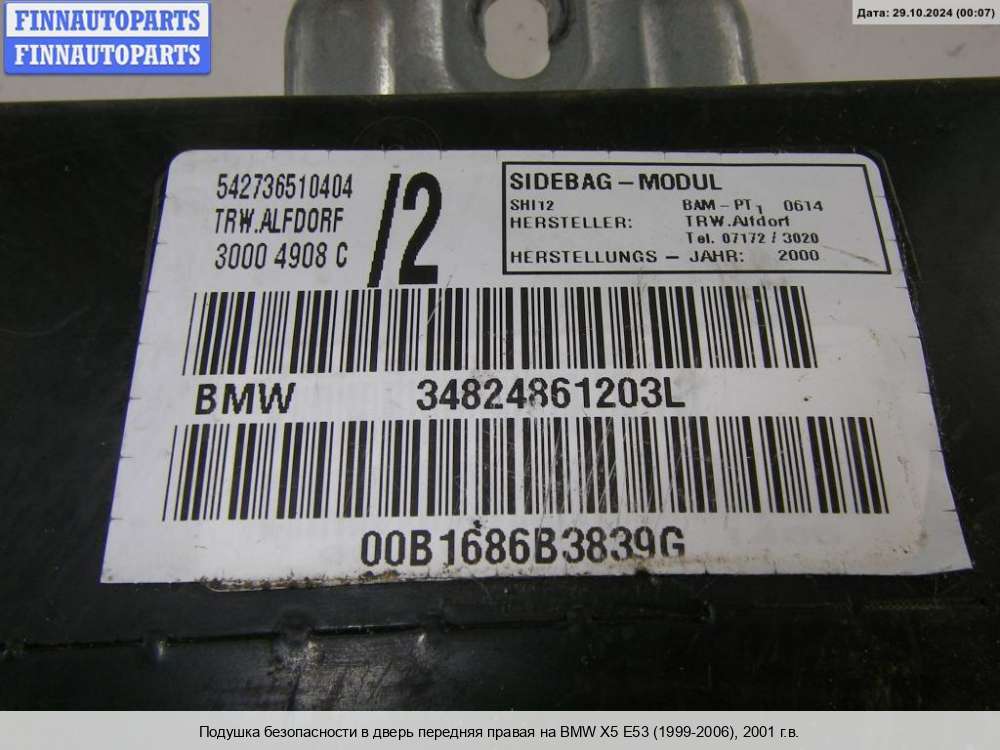 FINNAUTOPARTS
FINNAUTOPARTS
Дата: 29.10.2024 (00:07)
542736510404
TRW.ALFDORF
3000 4908 C
/2
SIDEBAG-MODUL
SHI12 BAM-PT1 0614
HERSTELLER: TRW.Alfdorf
Tel. 07172/3020
HERSTELLUNGS-JAHR: 2000
BMW 34824861203L
00B1686B3839G
Подушка безопасности в дверь передняя правая на BMW X5 E53 (1999-2006), 2001 г.в.